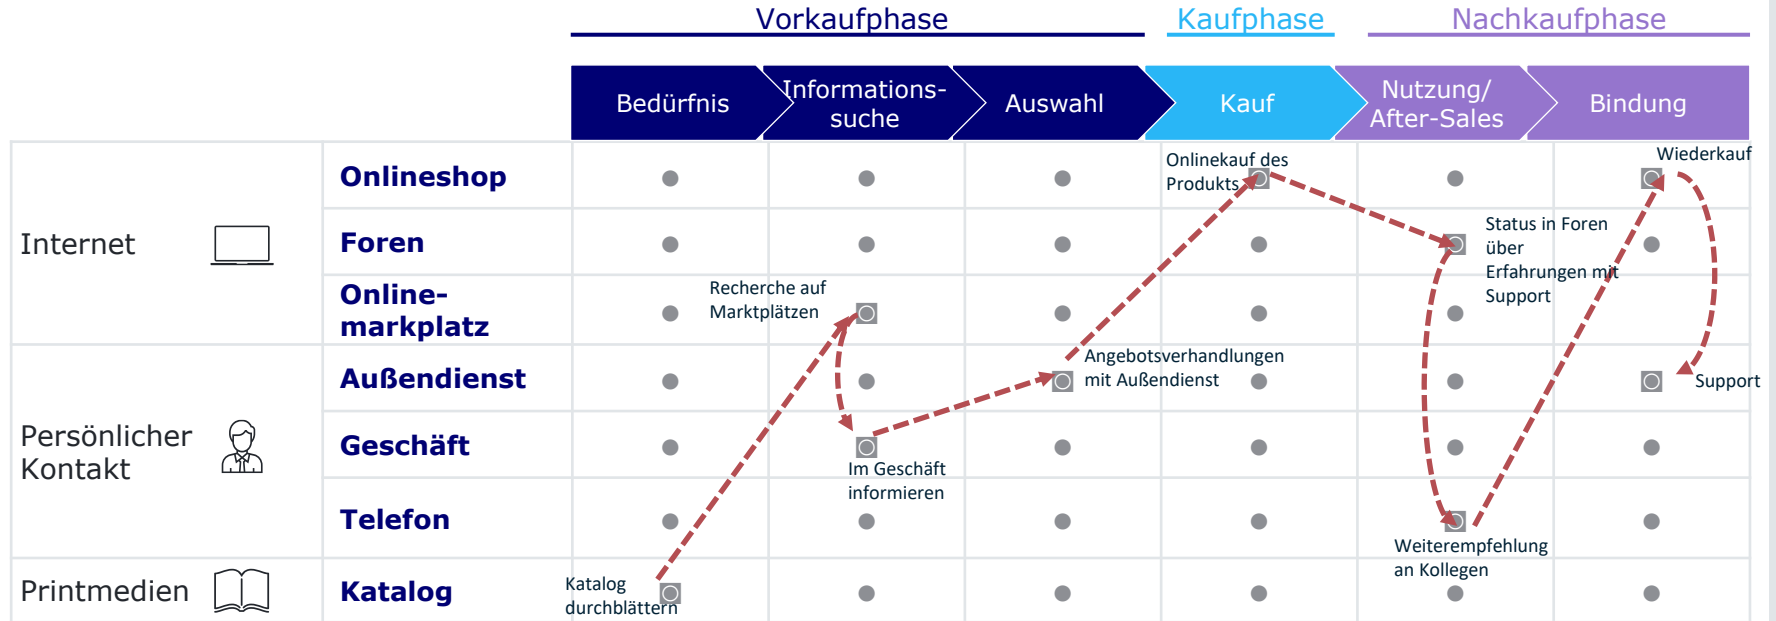 Vorkaufphase
Kaufphase
Nachkaufphase
Bedürfnis
Informations-
suche
Auswahl
Kauf
Nutzung/
After-Sales
Bindung
Internet
Onlineshop
Onlinekauf des
Produkts
Wiederkauf
Foren
Status in Foren
über
Erfahrungen mit
Support
Online-
markplatz
Recherche auf
Marktplätzen
Persönlicher
Kontakt
Außendienst
Angebotsverhandlungen
mit Außendienst
Support
Geschäft
Im Geschäft
informieren
Telefon
Weiterempfehlung
an Kollegen
Printmedien
Katalog
Katalog
durchblättern